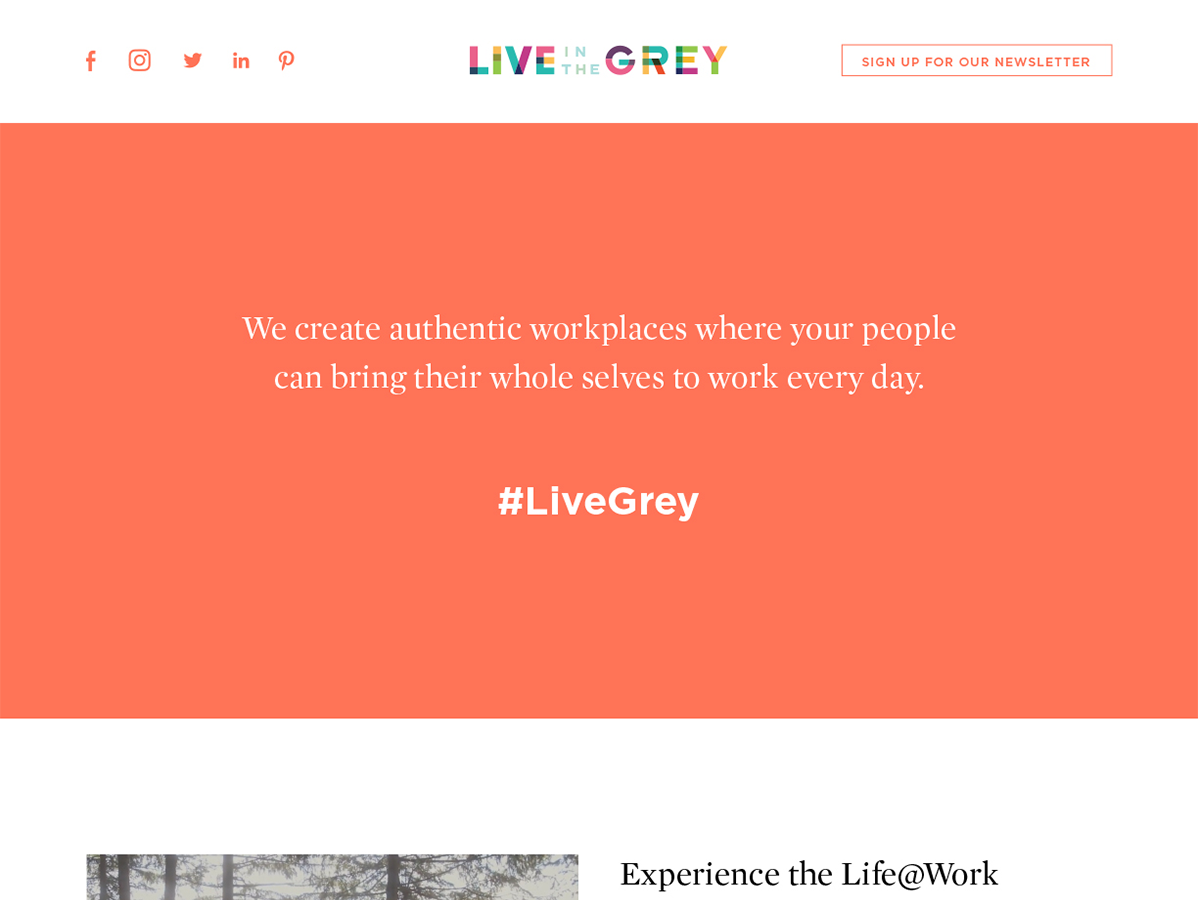 LIVE IN THE GREY
SIGN UP FOR OUR NEWSLETTER
We create authentic workplaces where your people
can bring their whole selves to work every day.
#LiveGrey
Experience the Life@Work